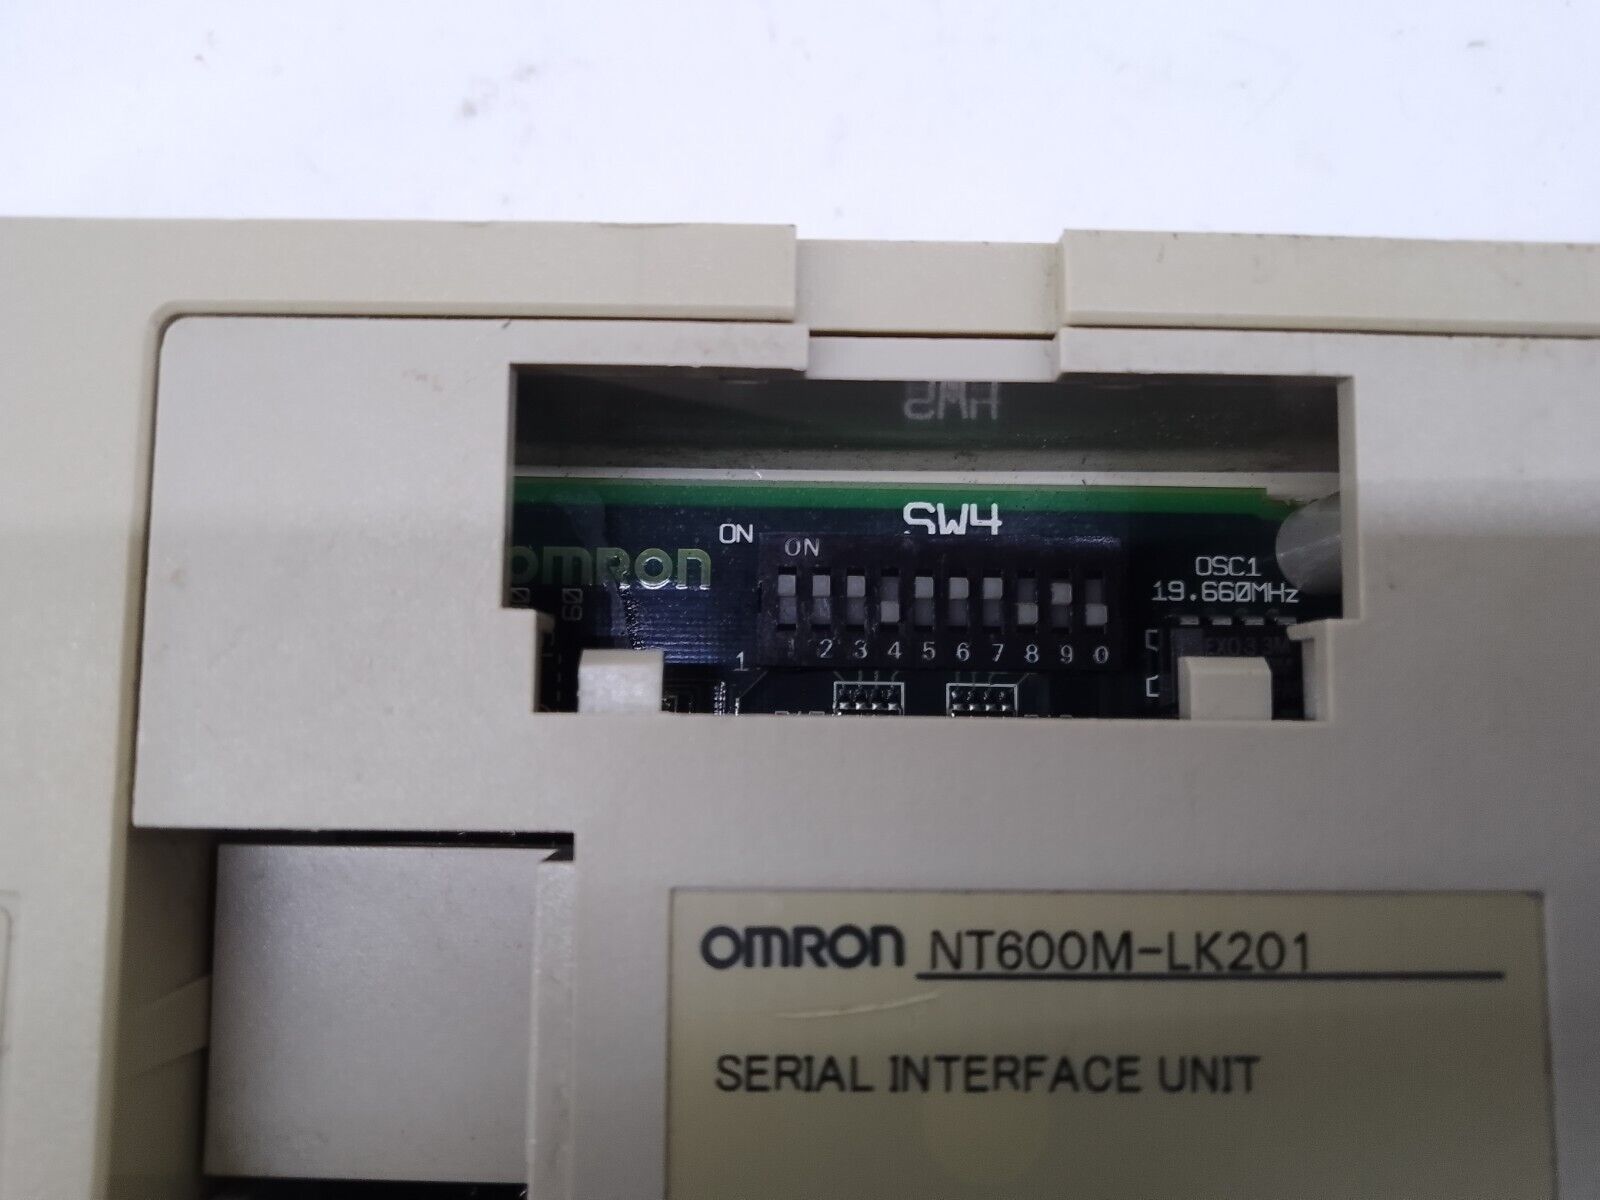 SW4
ON
ON
OMRON
OSC1
19.660MHz
60
1 2 3 4 5 6 7 8 9 0
1
OMRON NT600M-LK201
SERIAL INTERFACE UNIT